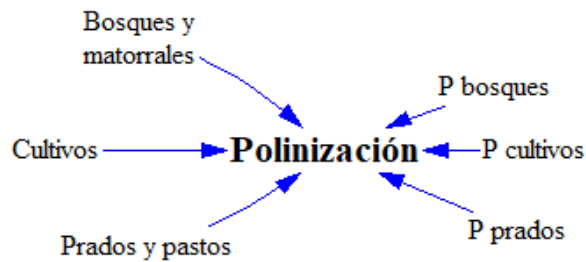 Bosques y
matorrales
P bosques
Cultivos
Polinización
P cultivos
Prados y pastos
P prados